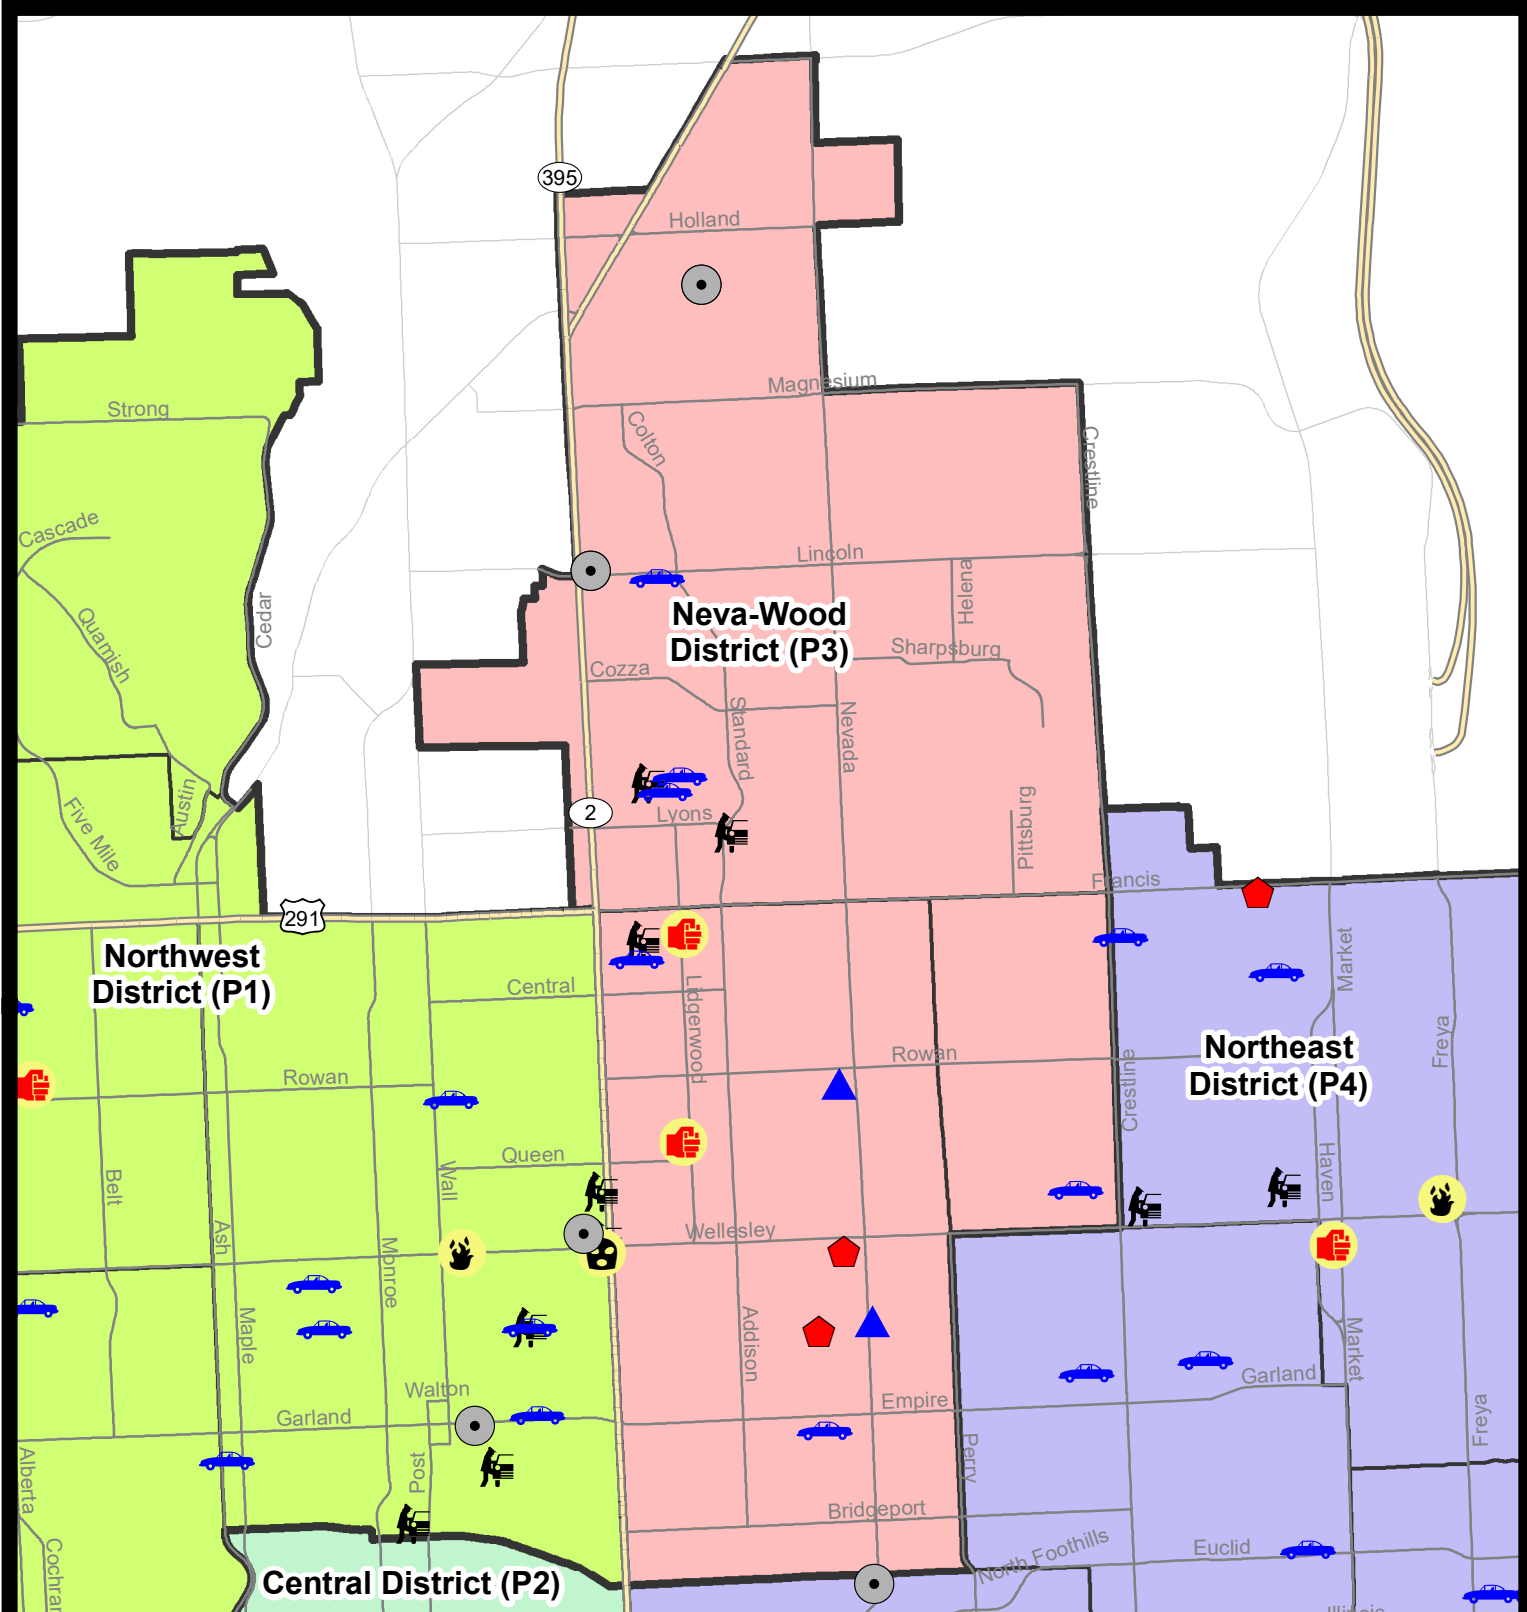 395
Holland
Magnesium
Strong
Colton
Crestline
Cascade
Lincoln
Helena
Quamish
Cedar
Neva-Wood
District (P3)
Sharpsburg
Cozza
Standard
Nevada
Five Mile
Austin
2
Lyons
Pittsburg
Francis
291
Northwest
District (P1)
Central
Lidgerwood
Market
Freya
Rowan
Northeast
District (P4)
Rowan
Crestline
Queen
Wall
Belt
Haven
Ash
Wellesley
Monroe
Maple
Addison
Market
Walton
Garland
Garland
Empire
Freya
Alberta
Post
Perry
Bridgeport
Euclid
North Foothills
Cochran
Central District (P2)